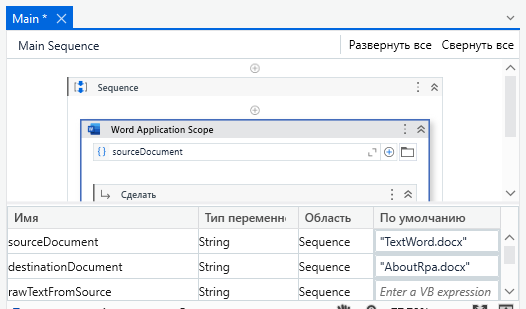 Main *
Main Sequence Развернуть все Свернуть все
Sequence
Word Application Scope
{} sourceDocument
Сделать
Имя Тип переменно Область По умолчанию
sourceDocument String Sequence "TextWord.docx"
destinationDocument String Sequence "AboutRpa.docx"
rawTextFromSource String Sequence Enter a VB expression